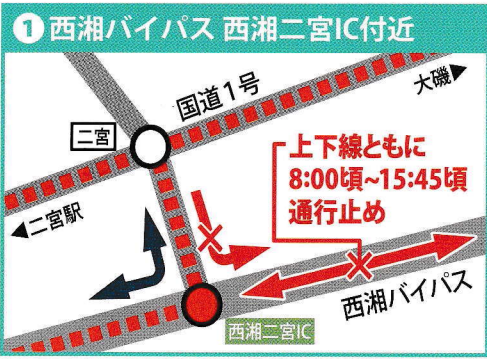 ❶西湘バイパス 西湘二宮IC付近
国道1号
大磯▶
二宮
上下線ともに
8:00頃~15:45頃
通行止め
◀二宮駅
西湘バイパス
西湘二宮IC